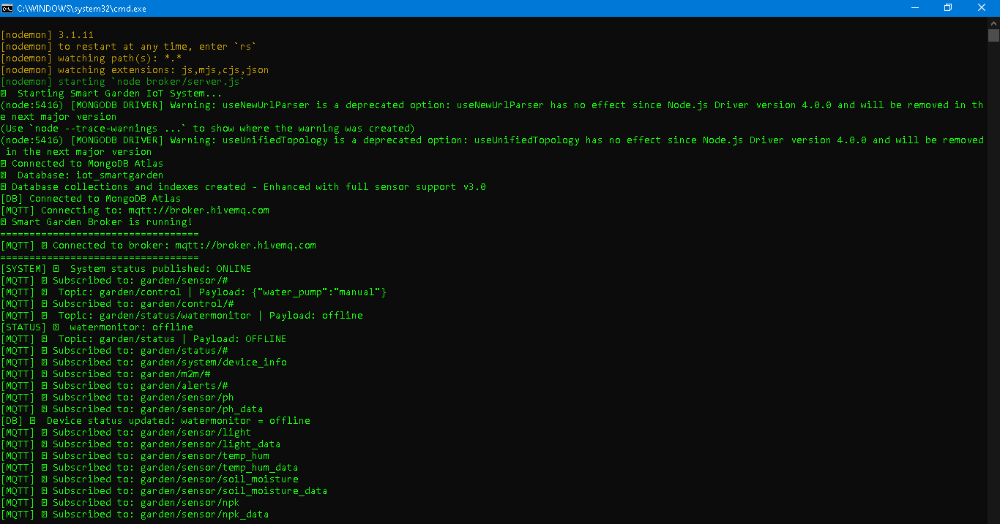 C:\WINDOWS\system32\cmd.exe
[nodemon] 3.1.11
[nodemon] to restart at any time, enter `rs`
[nodemon] watching path(s): *.*
[nodemon] watching extensions: js,mjs,cjs,json
[nodemon] starting `node broker/server.js`
Starting Smart Garden IoT System...
(node:5416) [MONGODB DRIVER] Warning: useNewUrlParser is a deprecated option: useNewUrlParser has no effect since Node.js Driver version 4.0.0 and will be removed in th
e next major version
(Use `node --trace-warnings ...` to show where the warning was created)
(node:5416) [MONGODB DRIVER] Warning: useUnifiedTopology is a deprecated option: useUnifiedTopology has no effect since Node.js Driver version 4.0.0 and will be removed
in the next major version
Connected to MongoDB Atlas
Database: iot_smartgarden
Database collections and indexes created - Enhanced with full sensor support v3.0
[DB] Connected to MongoDB Atlas
[MQTT] Connecting to: mqtt://broker.hivemq.com
Smart Garden Broker is running!
==================================
[MQTT] Connected to broker: mqtt://broker.hivemq.com
==================================
[SYSTEM] System status published: ONLINE
[MQTT] Subscribed to: garden/sensor/#
[MQTT] Topic: garden/control | Payload: {"water_pump":"manual"}
[MQTT] Subscribed to: garden/control/#
[MQTT] Topic: garden/status/watermonitor | Payload: offline
[STATUS] watermonitor: offline
[MQTT] Topic: garden/status | Payload: OFFLINE
[MQTT] Subscribed to: garden/status/#
[MQTT] Subscribed to: garden/system/device_info
[MQTT] Subscribed to: garden/m2m/#
[MQTT] Subscribed to: garden/alerts/#
[MQTT] Subscribed to: garden/sensor/ph
[MQTT] Subscribed to: garden/sensor/ph_data
[DB] Device status updated: watermonitor = offline
[MQTT] Subscribed to: garden/sensor/light
[MQTT] Subscribed to: garden/sensor/light_data
[MQTT] Subscribed to: garden/sensor/temp_hum
[MQTT] Subscribed to: garden/sensor/temp_hum_data
[MQTT] Subscribed to: garden/sensor/soil_moisture
[MQTT] Subscribed to: garden/sensor/soil_moisture_data
[MQTT] Subscribed to: garden/sensor/npk
[MQTT] Subscribed to: garden/sensor/npk_data